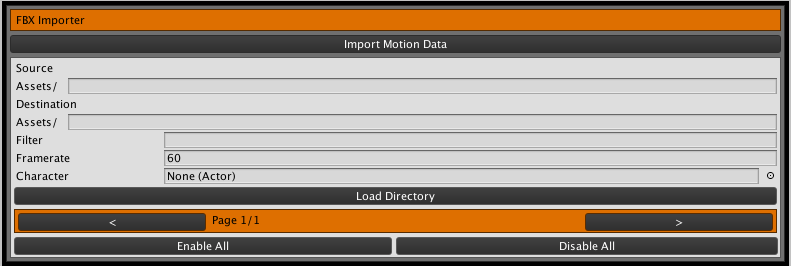 FBX Importer
Import Motion Data
Source
Assets/
Destination
Assets/
Filter
Framerate 60
Character None (Actor)
Load Directory
< Page 1/1 >
Enable All Disable All